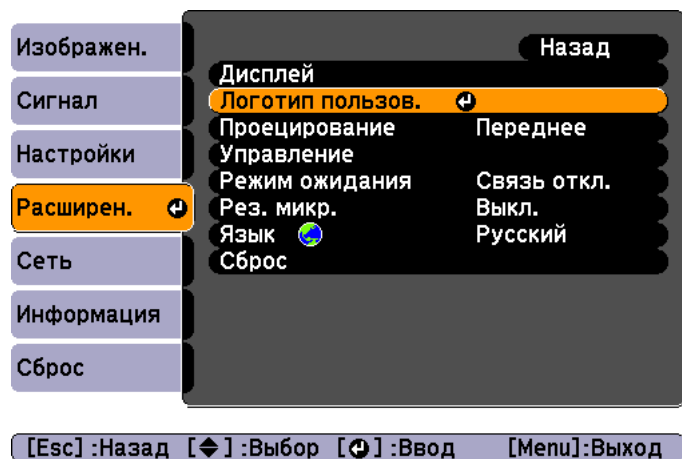 Изображен.
Сигнал
Настройки
Расширен.
Сеть
Информация
Сброс
Назад
Дисплей
Логотип пользов.
Проецирование Переднее
Управление
Режим ожидания Связь откл.
Рез. микр. Выкл.
Язык Русский
Сброс
[Esc] :Назад [ ] :Выбор [ ] :Ввод [Menu]:Выход